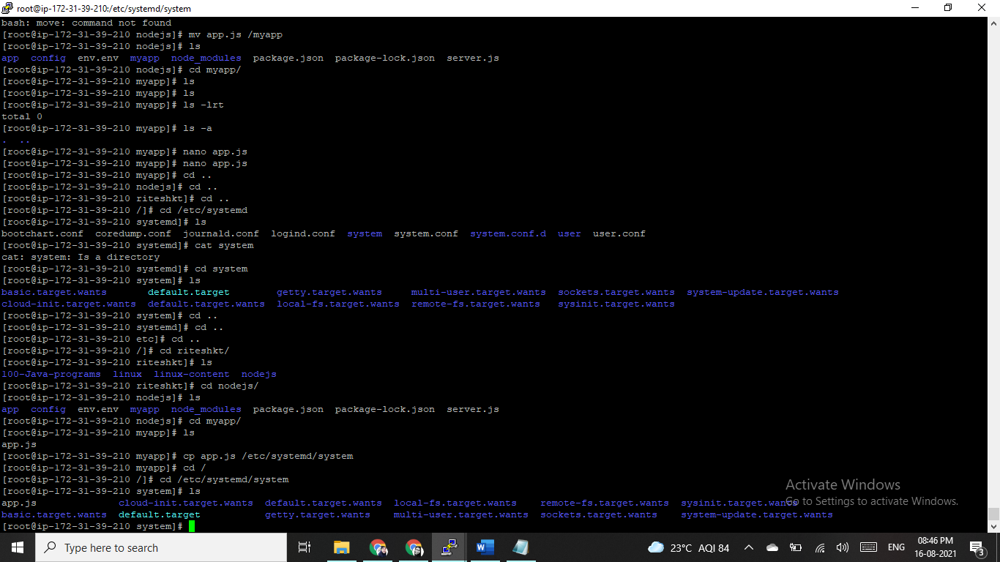 root@ip-172-31-39-210:/etc/systemd/system
bash: move: command not found
[root@ip-172-31-39-210 nodejs]# mv app.js /myapp
[root@ip-172-31-39-210 nodejs]# ls
app  config  env.env  myapp  node_modules  package.json  package-lock.json  server.js
[root@ip-172-31-39-210 nodejs]# cd myapp/
[root@ip-172-31-39-210 myapp]# ls
[root@ip-172-31-39-210 myapp]# ls
[root@ip-172-31-39-210 myapp]# ls -lrt
total 0
[root@ip-172-31-39-210 myapp]# ls -a
.  ..
[root@ip-172-31-39-210 myapp]# nano app.js
[root@ip-172-31-39-210 myapp]# nano app.js
[root@ip-172-31-39-210 myapp]# cd ..
[root@ip-172-31-39-210 nodejs]# cd ..
[root@ip-172-31-39-210 riteshkt]# cd ..
[root@ip-172-31-39-210 /]# cd /etc/systemd
[root@ip-172-31-39-210 systemd]# ls
bootchart.conf  coredump.conf  journald.conf  logind.conf  system  system.conf  system.conf.d  user  user.conf
[root@ip-172-31-39-210 systemd]# cat system
cat: system: Is a directory
[root@ip-172-31-39-210 systemd]# cd system
[root@ip-172-31-39-210 system]# ls
basic.target.wants  default.target  getty.target.wants  multi-user.target.wants  sockets.target.wants  system-update.target.wants
cloud-init.target.wants  default.target.wants  local-fs.target.wants  remote-fs.target.wants  sysinit.target.wants
[root@ip-172-31-39-210 system]# cd ..
[root@ip-172-31-39-210 systemd]# cd ..
[root@ip-172-31-39-210 etc]# cd ..
[root@ip-172-31-39-210 /]# cd riteshkt/
[root@ip-172-31-39-210 riteshkt]# ls
100-Java-programs  linux  linux-content  nodejs
[root@ip-172-31-39-210 riteshkt]# cd nodejs/
[root@ip-172-31-39-210 nodejs]# ls
app  config  env.env  myapp  node_modules  package.json  package-lock.json  server.js
[root@ip-172-31-39-210 nodejs]# cd myapp/
[root@ip-172-31-39-210 myapp]# ls
app.js
[root@ip-172-31-39-210 myapp]# cp app.js /etc/systemd/system
[root@ip-172-31-39-210 myapp]# cd /
[root@ip-172-31-39-210 /]# cd /etc/systemd/system
[root@ip-172-31-39-210 system]# ls
app.js  cloud-init.target.wants  default.target.wants  local-fs.target.wants  remote-fs.target.wants  sysinit.target.wants
basic.target.wants  default.target  getty.target.wants  multi-user.target.wants  sockets.target.wants  system-update.target.wants
[root@ip-172-31-39-210 system]#
Activate Windows
Go to Settings to activate Windows.
Type here to search
23°C AQI 84
ENG
08:46 PM
16-08-2021
3